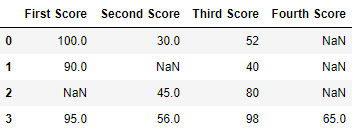 First Score Second Score Third Score Fourth Score
0 100.0 30.0 52 NaN
1 90.0 NaN 40 NaN
2 NaN 45.0 80 NaN
3 95.0 56.0 98 65.0